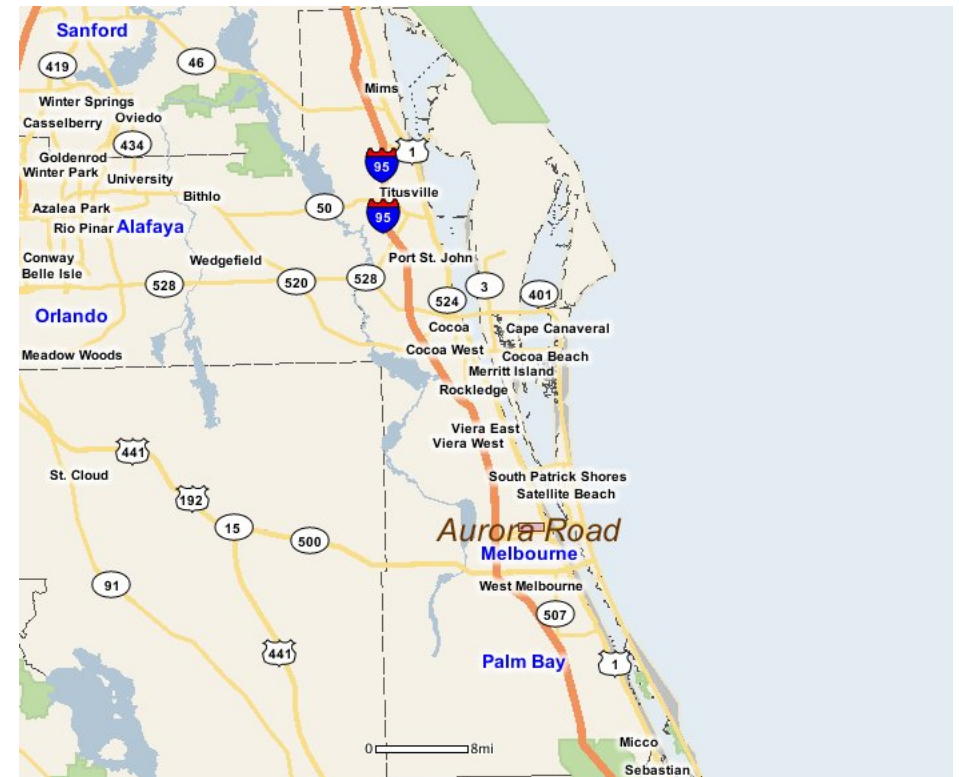 Sanford
419
46
Mims
Winter Springs
Casselberry
Oviedo
434
1
Goldenrod
Winter Park
95
University
Titusville
Bithlo
50
Azalea Park
95
Rio Pinar
Alafaya
Conway
Wedgefield
Port St. John
Belle Isle
528
520
528
3
401
524
Orlando
Cocoa
Cape Canaveral
Meadow Woods
Cocoa West
Cocoa Beach
Merritt Island
Rockledge
Viera East
Viera West
441
St. Cloud
South Patrick Shores
Satellite Beach
192
15
500
Aurora Road
Melbourne
91
West Melbourne
507
441
Palm Bay
1
Micco
0 8mi
Sebastian